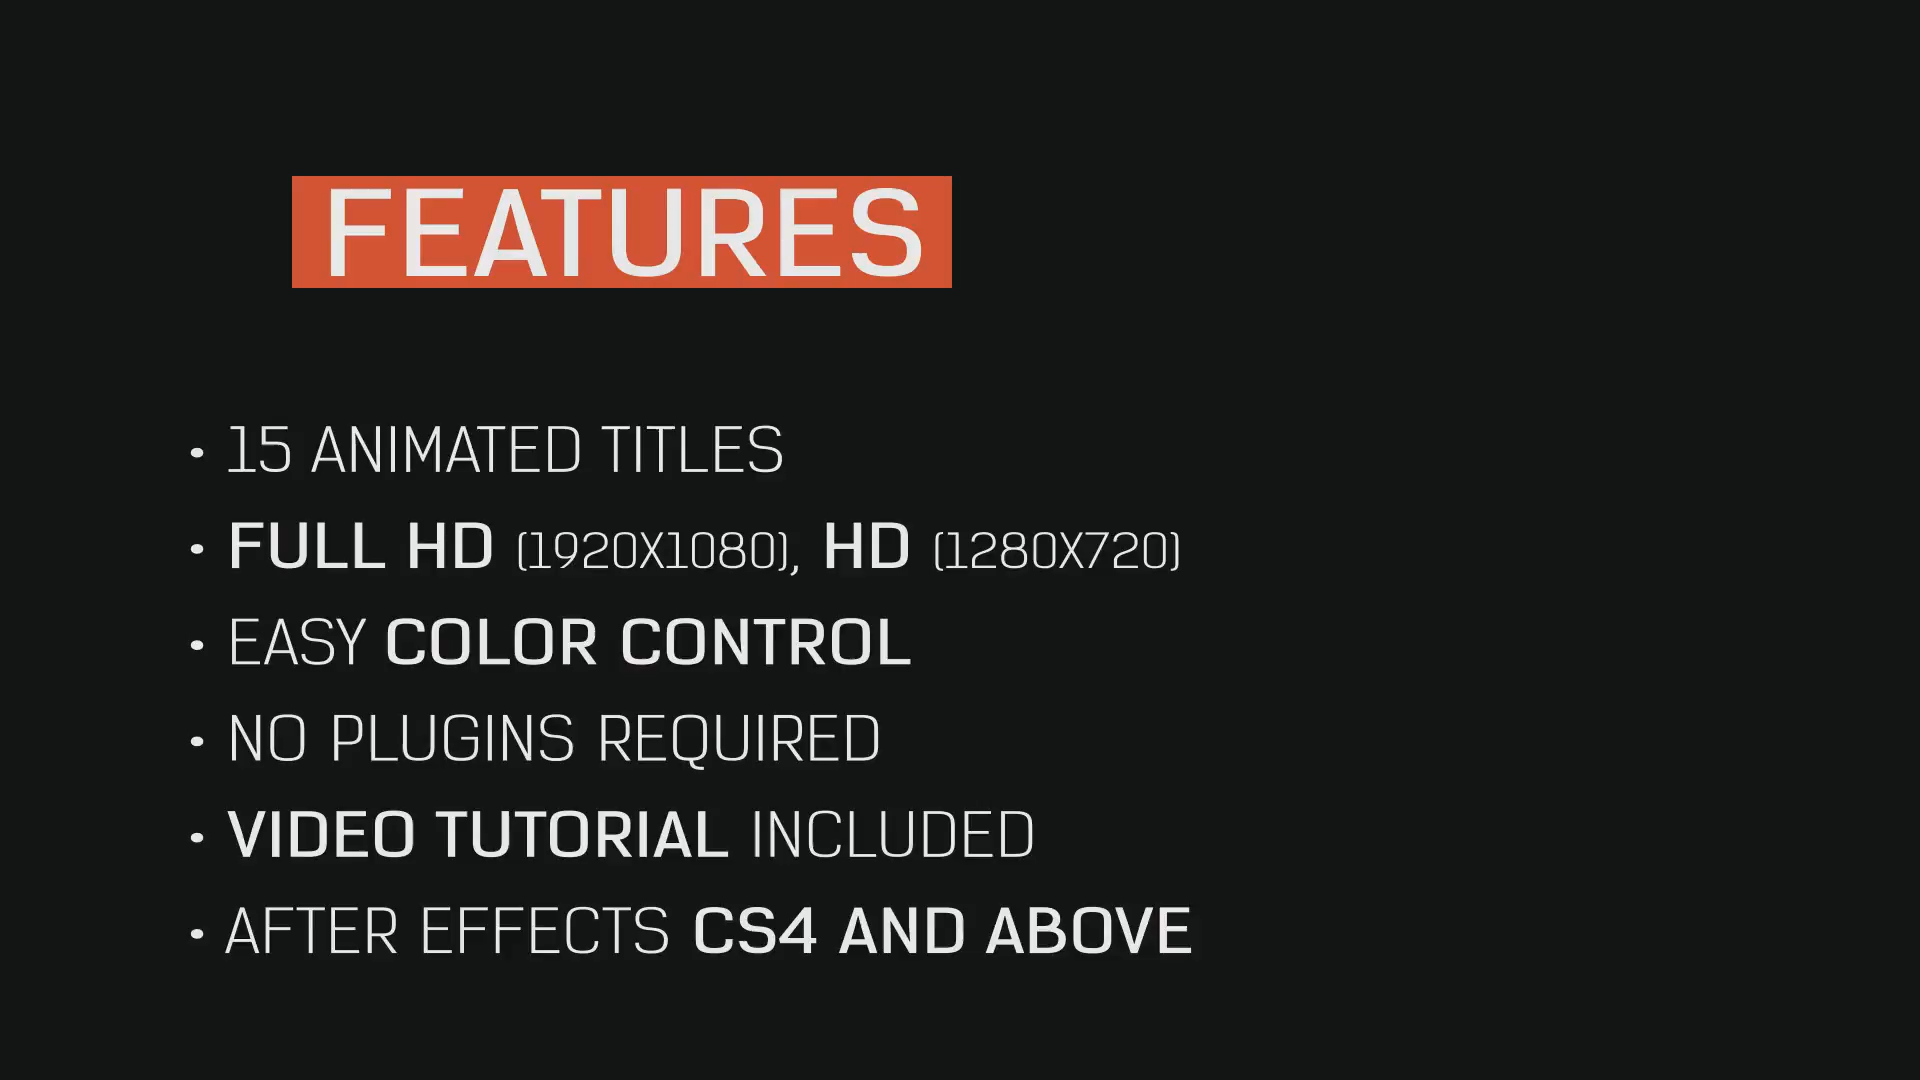 FEATURES
• 15 ANIMATED TITLES
• FULL HD (1920X1080), HD (1280X720)
• EASY COLOR CONTROL
• NO PLUGINS REQUIRED
• VIDEO TUTORIAL INCLUDED
• AFTER EFFECTS CS4 AND ABOVE